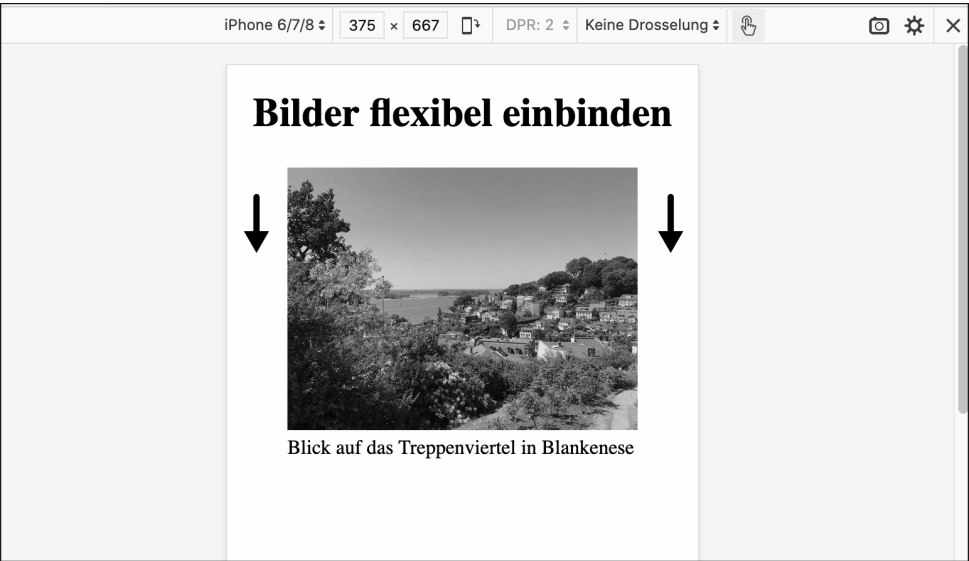 iPhone 6/7/8 375 × 667 DPR: 2 Keine Drosselung
Bilder flexibel einbinden
Blick auf das Treppenviertel in Blankenese